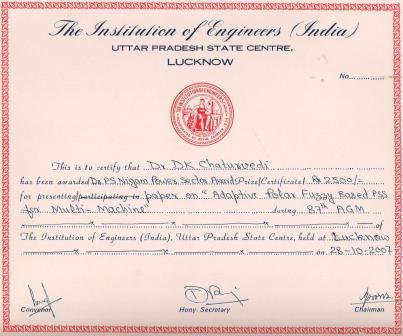 The Institution of Engineers (India)
UTTAR PRADESH STATE CENTRE,
LUCKNOW
No.
This is to certify that Dr. DK Chaturvedi
has been awarded Dr. P.S. Nigam Power Sector Award Prize/Certificate/ Rs 2500/-
for presenting/participating in paper on "Adaptive Polar Fuzzy Based PSS
for Multi-Machine" during 87th AGM
of
The Institution of Engineers (India), Uttar Pradesh State Centre, held at Lucknow
on 28-10-2007
Convenor Hony. Secretary Chairman